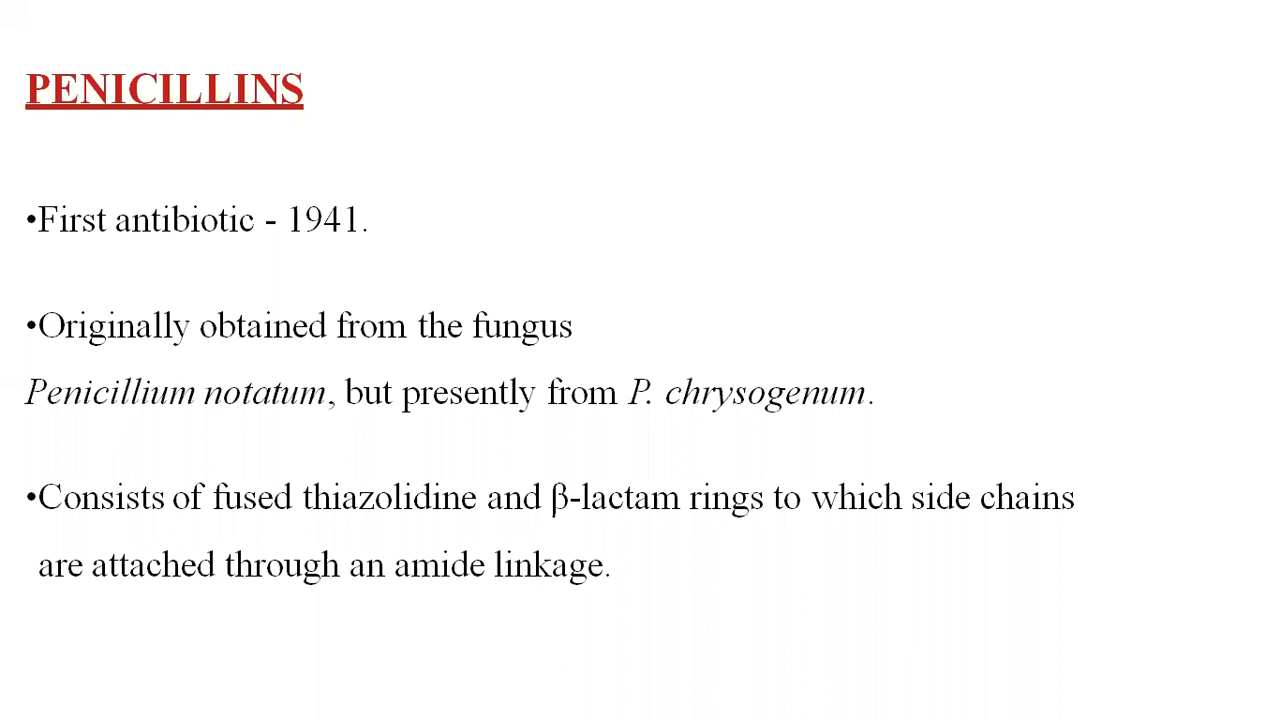 PENICILLINS
•First antibiotic - 1941.
•Originally obtained from the fungus
Penicillium notatum, but presently from P. chrysogenum.
•Consists of fused thiazolidine and β-lactam rings to which side chains
are attached through an amide linkage.